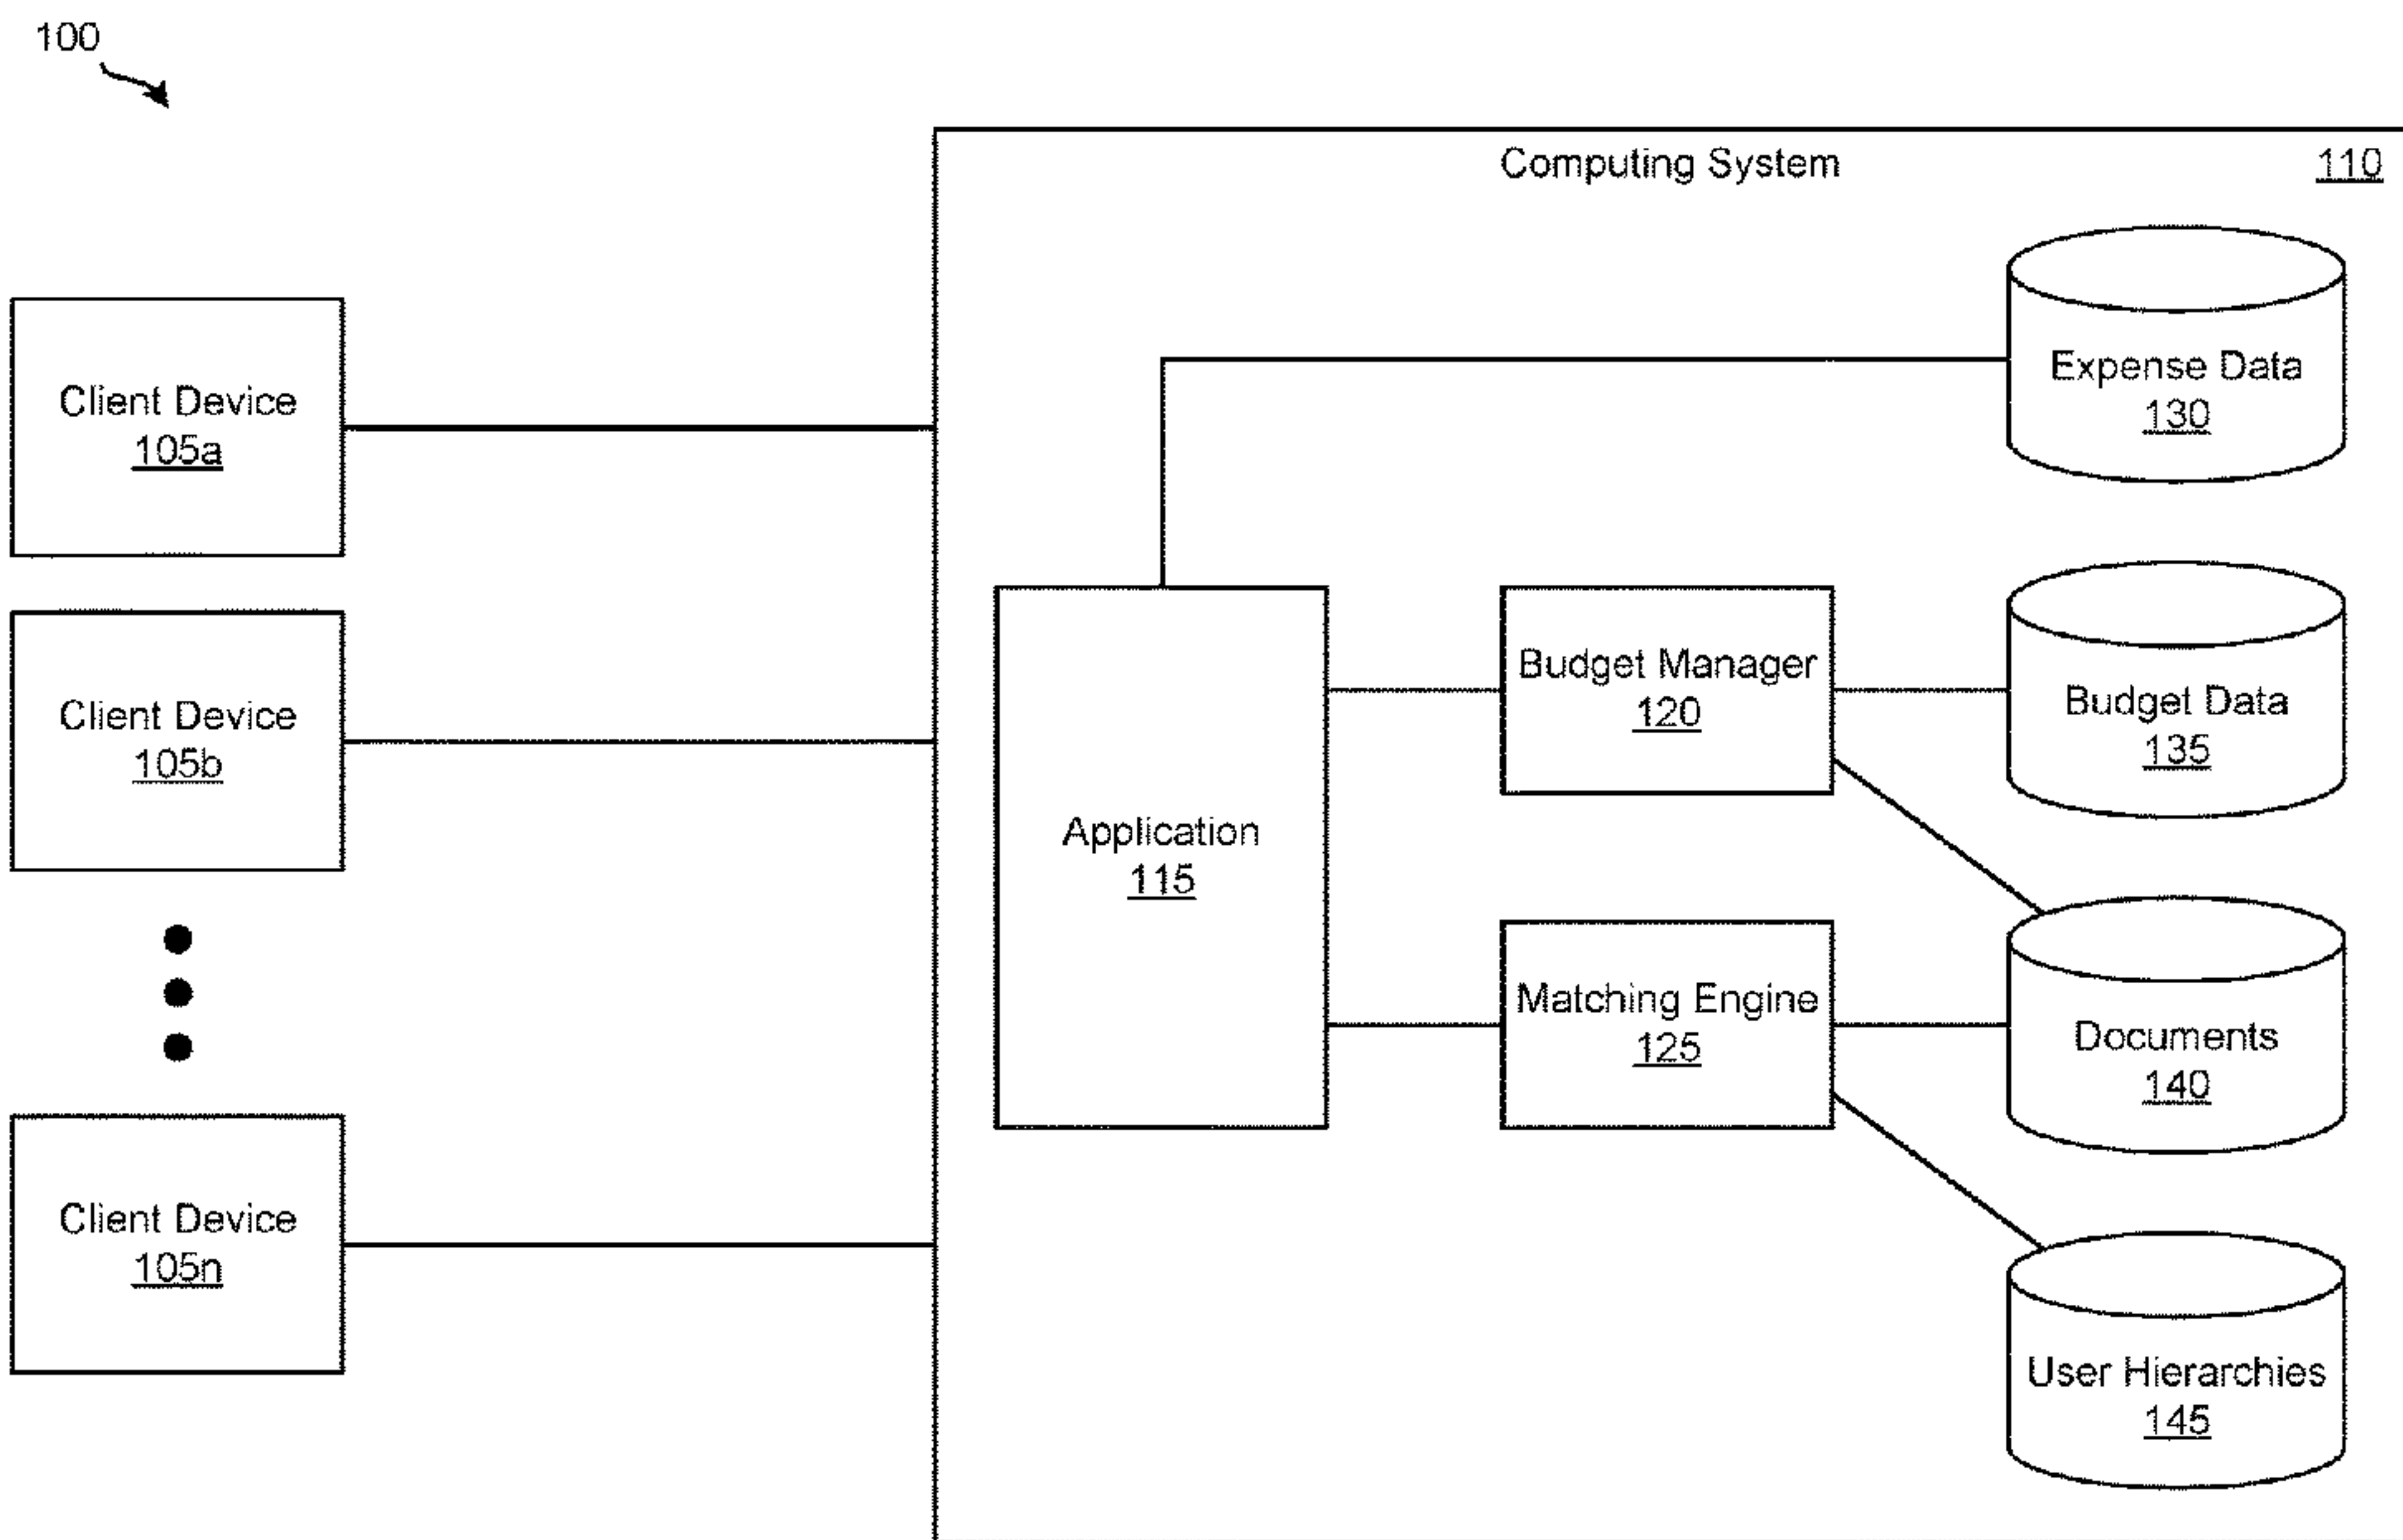 100
Computing System
110
Client Device
105a
Expense Data
130
Client Device
105b
Application
115
Budget Manager
120
Budget Data
135
Matching Engine
125
Documents
140
Client Device
105n
User Hierarchies
145